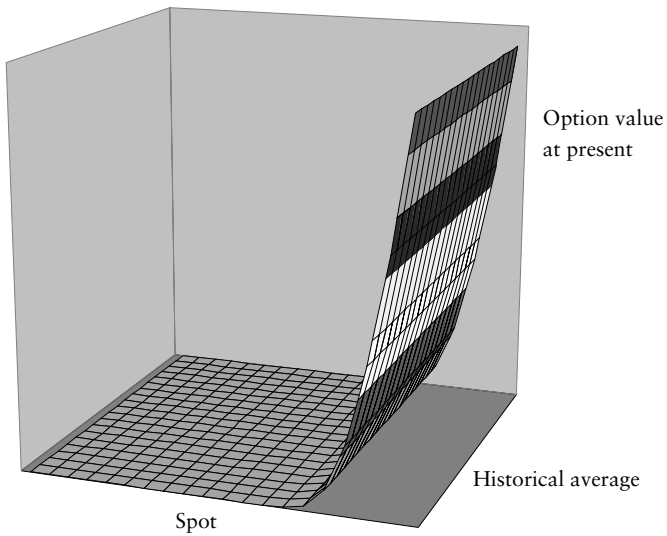 Option value
at present
Historical average
Spot